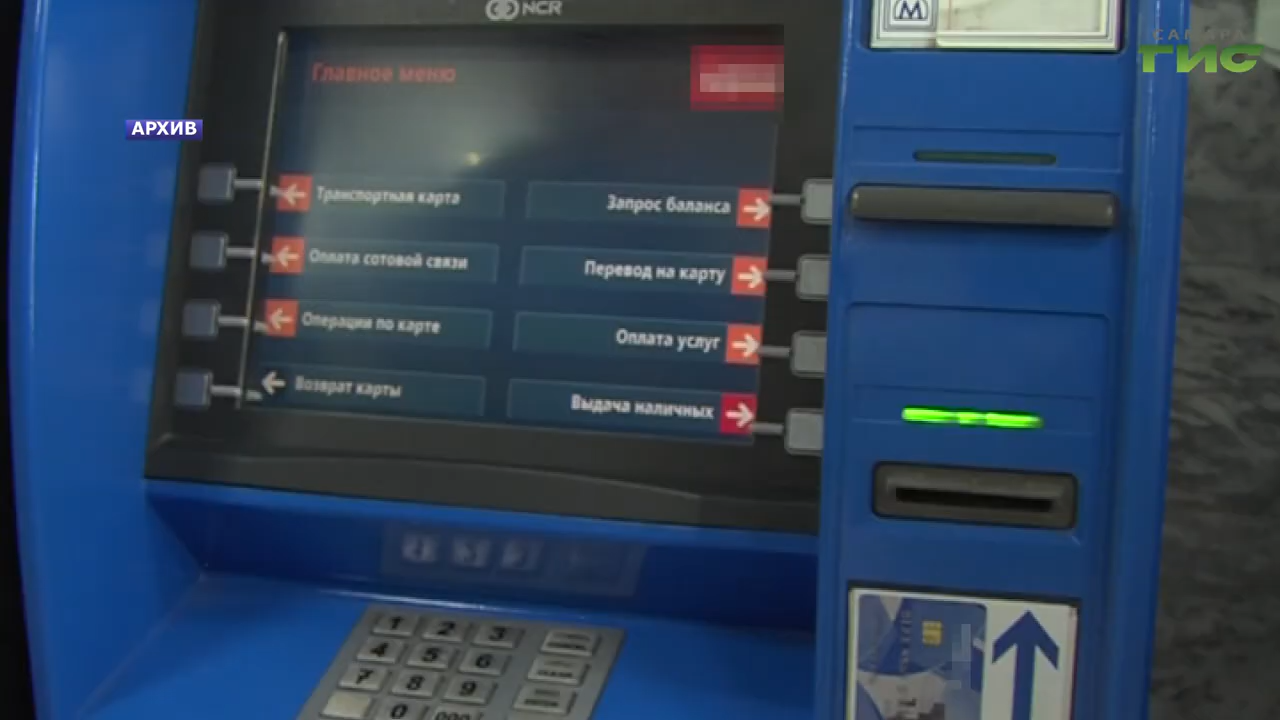 NCR
М
САМАРА
ГИС
АРХИВ
Главное меню
Транспортная карта
Запрос баланса
Оплата сотовой связи
Перевод на карту
Операции по карте
Оплата услуг
Возврат карты
Выдача наличных
1 2 3
4 5 6
7 8 9
0 000